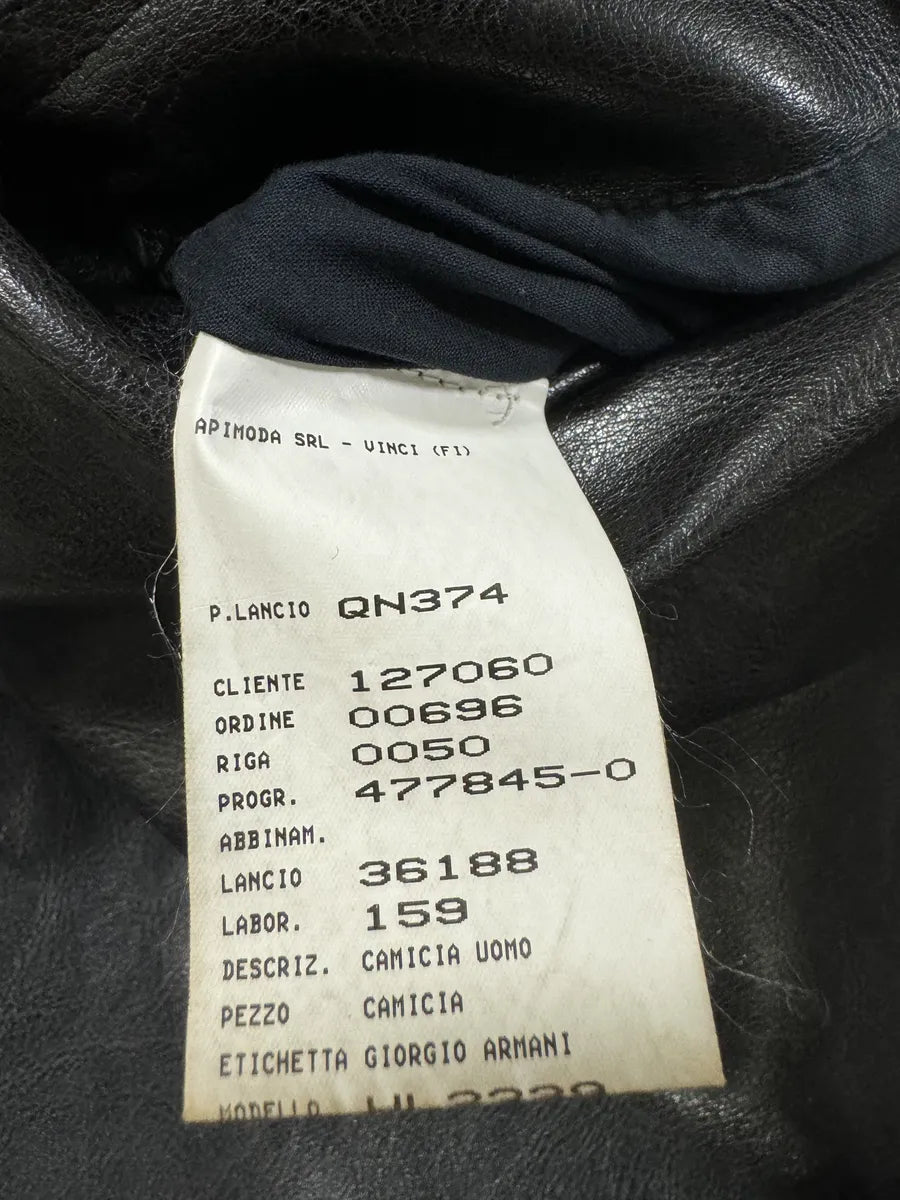 APIMODA SRL - VINCI (FI)
P.LANCIO QN374
CLIENTE 127060
ORDINE 00696
RIGA 0050
PROGR. 477845-0
ABBINAM.
LANCIO 36188
LABOR. 159
DESCRIZ. CAMICIA UOMO
PEZZO CAMICIA
ETICHETTA GIORGIO ARMANI
MODELLO